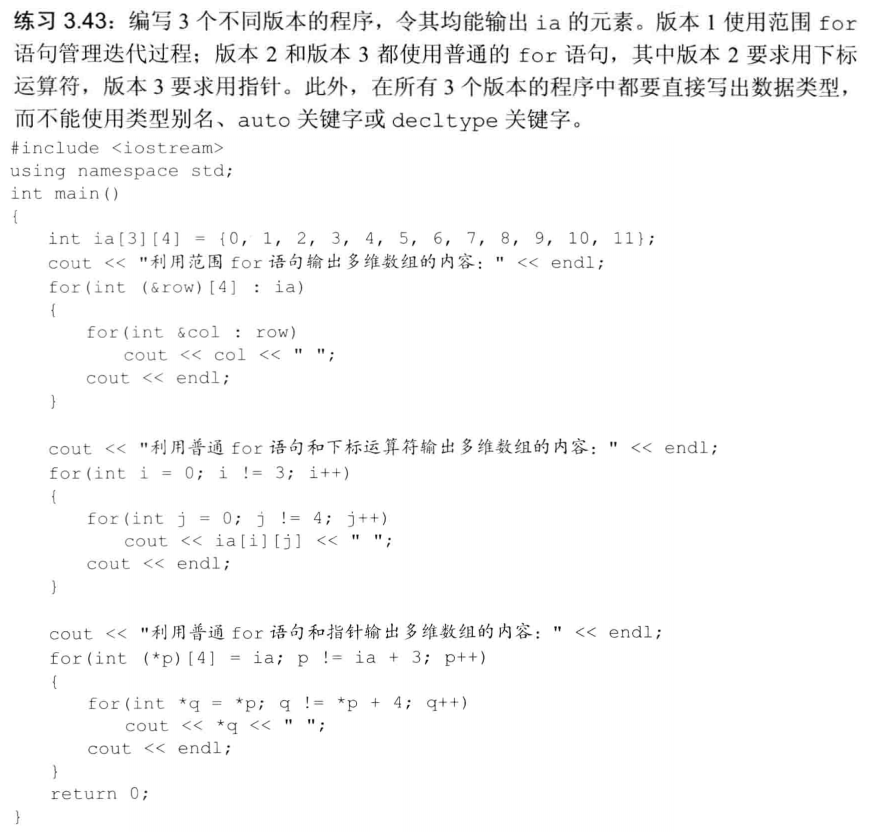 练习 3.43：编写 3 个不同版本的程序，令其均能输出 ia 的元素。版本 1 使用范围 for
语句管理迭代过程；版本 2 和版本 3 都使用普通的 for 语句，其中版本 2 要求用下标
运算符，版本 3 要求用指针。此外，在所有 3 个版本的程序中都要直接写出数据类型，
而不能使用类型别名、auto 关键字或 decltype 关键字。
#include <iostream>
using namespace std;
int main()
{
    int ia[3][4] = {0, 1, 2, 3, 4, 5, 6, 7, 8, 9, 10, 11};
    cout << "利用范围 for 语句输出多维数组的内容：" << endl;
    for(int (&row)[4] : ia)
    {
        for(int &col : row)
            cout << col << " ";
        cout << endl;
    }
    cout << "利用普通 for 语句和下标运算符输出多维数组的内容：" << endl;
    for(int i = 0; i != 3; i++)
    {
        for(int j = 0; j != 4; j++)
            cout << ia[i][j] << " ";
        cout << endl;
    }
    cout << "利用普通 for 语句和指针输出多维数组的内容：" << endl;
    for(int (*p)[4] = ia; p != ia + 3; p++)
    {
        for(int *q = *p; q != *p + 4; q++)
            cout << *q << " ";
        cout << endl;
    }
    return 0;
}